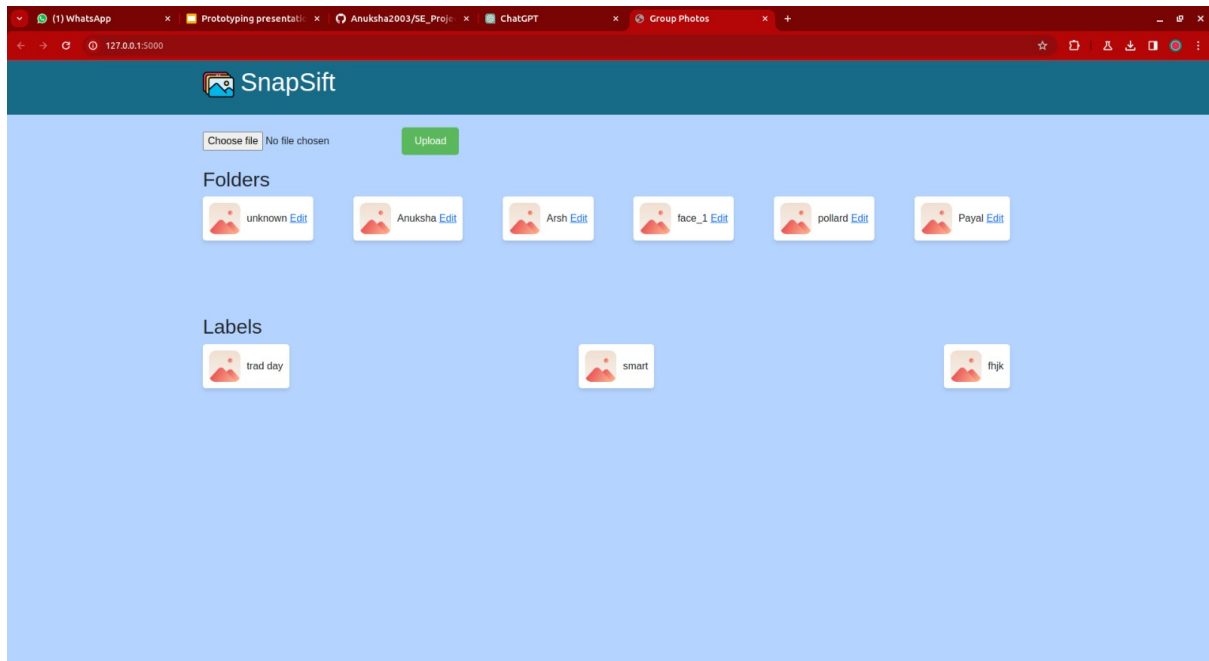 (1) WhatsApp
Prototyping presentatio
Anuksha2003/SE_Proje
ChatGPT
Group Photos
127.0.0.1:5000
SnapSift
Choose file No file chosen Upload
Folders
unknown Edit
Anuksha Edit
Arsh Edit
face_1 Edit
pollard Edit
Payal Edit
Labels
trad day
smart
fhjk